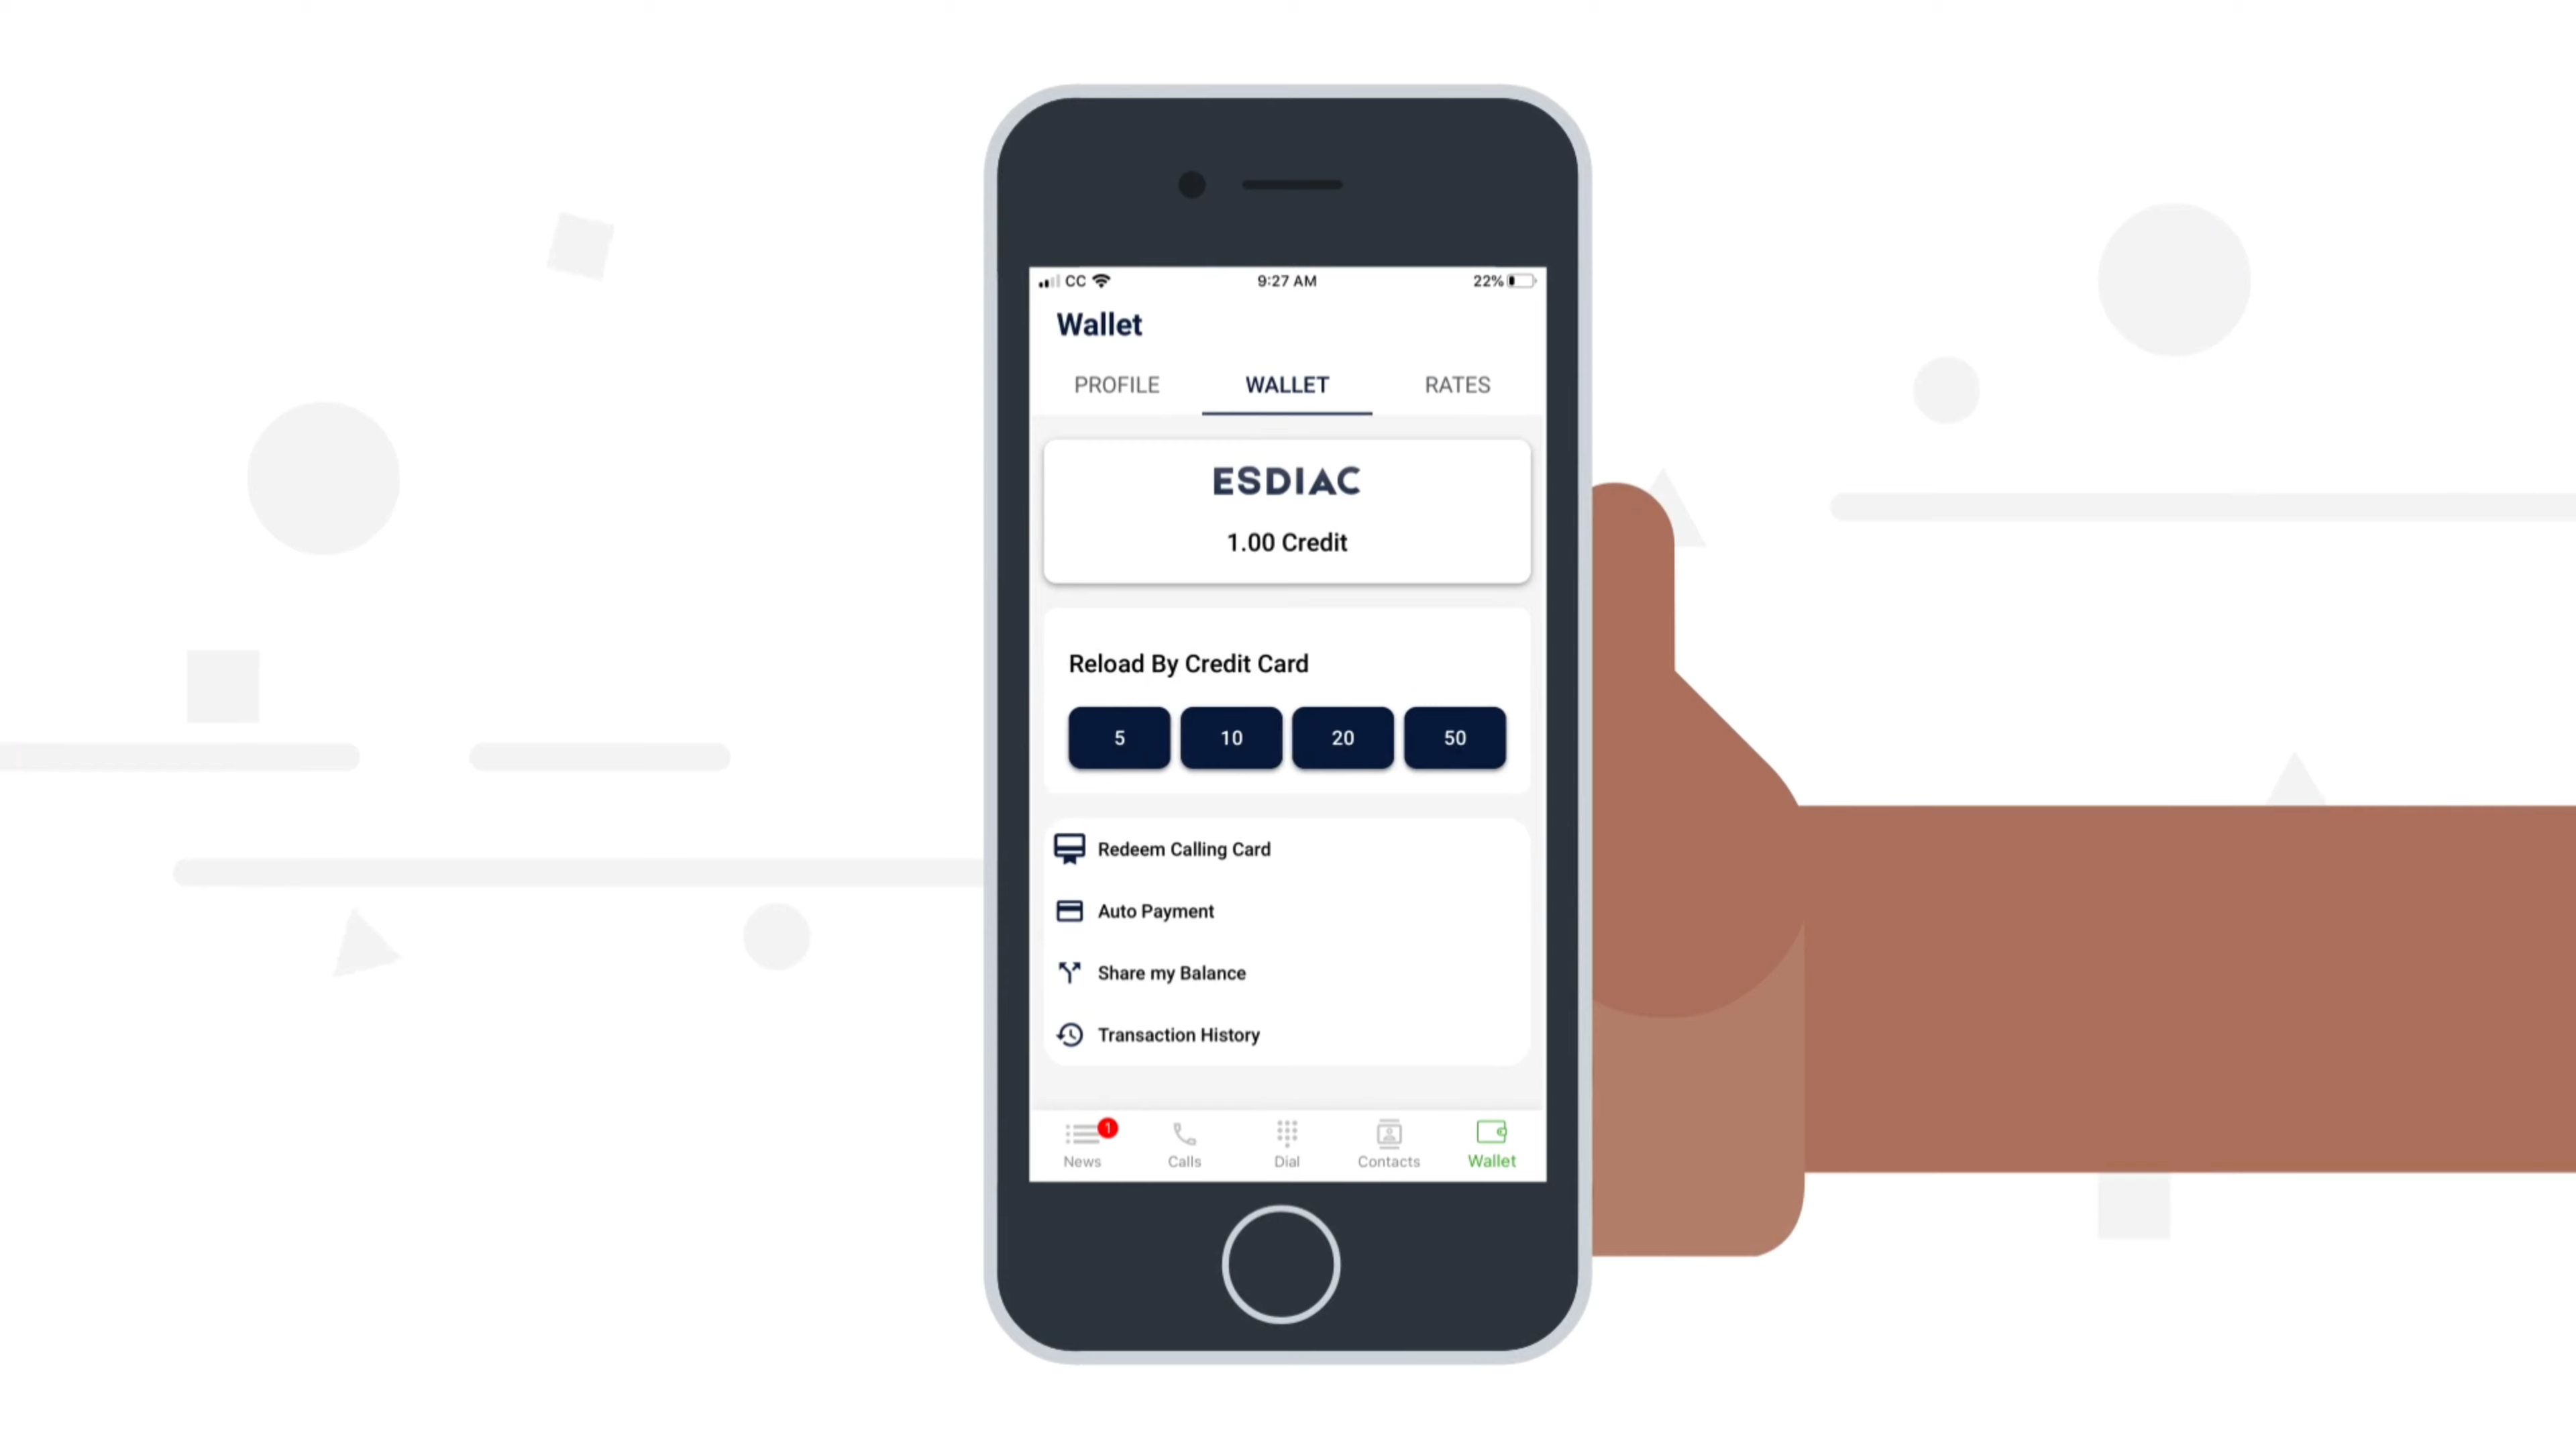 CC 9:27 AM 22%
Wallet
PROFILE WALLET RATES
ESDIAC
1.00 Credit
Reload By Credit Card
5 10 20 50
Redeem Calling Card
Auto Payment
Share my Balance
Transaction History
1
News Calls Dial Contacts Wallet